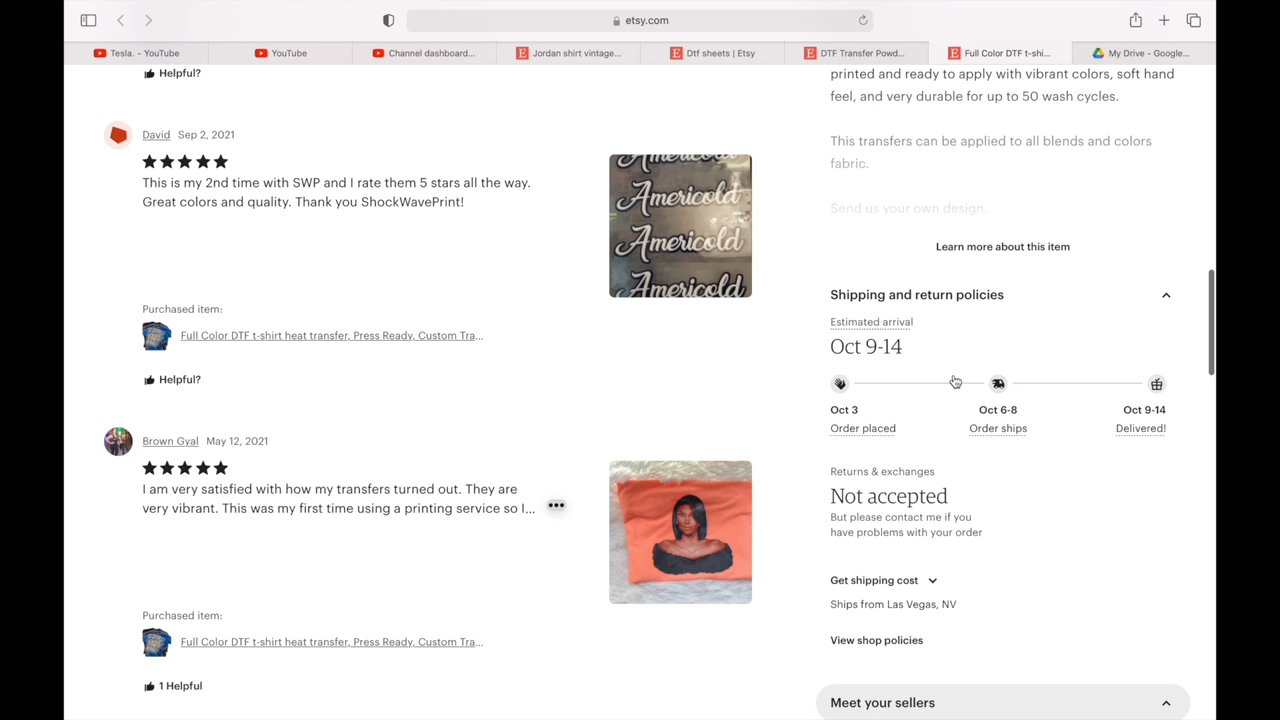 etsy.com
Tesla. - YouTube
YouTube
Channel dashboard...
Jordan shirt vintage...
Dtf sheets | Etsy
DTF Transfer Powd...
Full Color DTF t-shi...
My Drive - Google...
Helpful?
David Sep 2, 2021
This is my 2nd time with SWP and I rate them 5 stars all the way.
Great colors and quality. Thank you ShockWavePrint!
Americold
Americold
Americold
Americold
Purchased item:
Full Color DTF t-shirt heat transfer, Press Ready, Custom Tra...
Helpful?
Brown Gyal May 12, 2021
I am very satisfied with how my transfers turned out. They are
very vibrant. This was my first time using a printing service so I...
Purchased item:
Full Color DTF t-shirt heat transfer, Press Ready, Custom Tra...
1 Helpful
printed and ready to apply with vibrant colors, soft hand
feel, and very durable for up to 50 wash cycles.
This transfers can be applied to all blends and colors
fabric.
Send us your own design.
Learn more about this item
Shipping and return policies
Estimated arrival
Oct 9-14
Oct 3 Oct 6-8 Oct 9-14
Order placed Order ships Delivered!
Returns & exchanges
Not accepted
But please contact me if you
have problems with your order
Get shipping cost
Ships from Las Vegas, NV
View shop policies
Meet your sellers